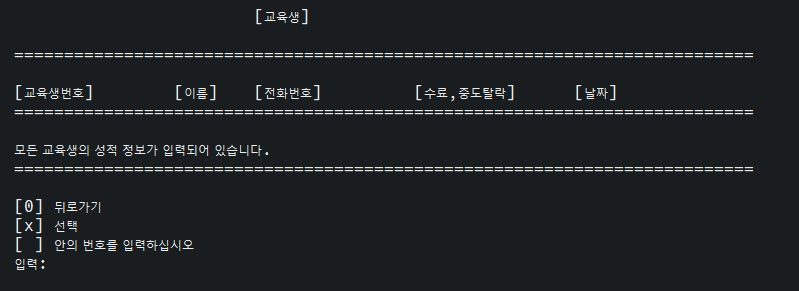 [교육생]
==========================================================================
[교육생번호] [이름] [전화번호] [수료,중도탈락] [날짜]
==========================================================================
모든 교육생의 성적 정보가 입력되어 있습니다.
==========================================================================
[0] 뒤로가기
[x] 선택
[ ] 안의 번호를 입력하십시오
입력: